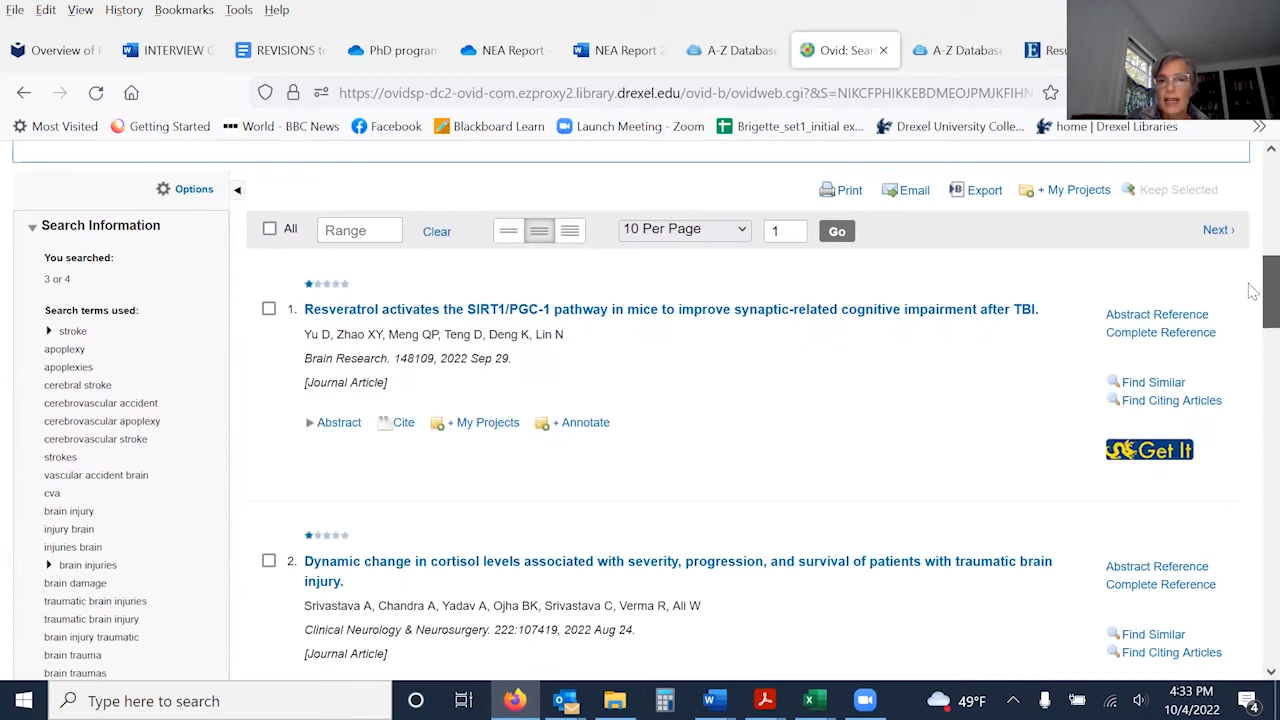 File Edit View History Bookmarks Tools Help
Overview of INTERVIEW G REVISIONS to PhD program NEA Report - NEA Report 2 A-Z Database Ovid: Sear A-Z Database Resu
https://ovidsp-dc2-ovid-com.ezproxy2.library.drexel.edu/ovid-b/ovidweb.cgi?&S=NIKCFPHIKKEBDMEOJPMJKFIHN
Most Visited Getting Started World - BBC News Facebook Blackboard Learn Launch Meeting - Zoom Brigette_set1_initial ex... Drexel University Colle... home | Drexel Libraries
Options
Print Email Export + My Projects Keep Selected
Search Information
All Range Clear 10 Per Page 1 Go Next ›
You searched:
3 or 4
Search terms used:
stroke
apoplexy
apoplexies
cerebral stroke
cerebrovascular accident
cerebrovascular apoplexy
cerebrovascular stroke
strokes
vascular accident brain
cva
brain injury
injury brain
injuries brain
brain injuries
brain damage
traumatic brain injuries
traumatic brain injury
brain injury traumatic
brain trauma
brain traumas
1. Resveratrol activates the SIRT1/PGC-1 pathway in mice to improve synaptic-related cognitive impairment after TBI.
Yu D, Zhao XY, Meng QP, Teng D, Deng K, Lin N
Brain Research. 148109, 2022 Sep 29.
[Journal Article]
Abstract Cite + My Projects + Annotate
Abstract Reference
Complete Reference
Find Similar
Find Citing Articles
Get It
2. Dynamic change in cortisol levels associated with severity, progression, and survival of patients with traumatic brain
injury.
Srivastava A, Chandra A, Yadav A, Ojha BK, Srivastava C, Verma R, Ali W
Clinical Neurology & Neurosurgery. 222:107419, 2022 Aug 24.
[Journal Article]
Abstract Reference
Complete Reference
Find Similar
Find Citing Articles
Type here to search
49°F
4:33 PM
10/4/2022
4